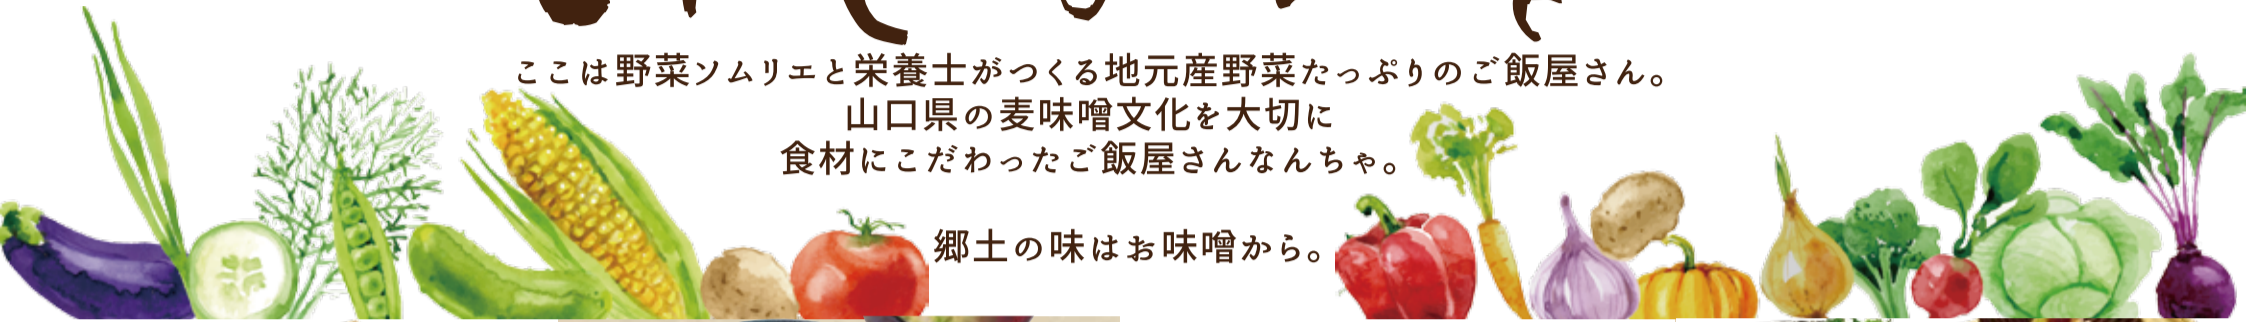 ここは野菜ソムリエと栄養士がつくる地元産野菜たっぷりのご飯屋さん。
山口県の麦味噌文化を大切に
食材にこだわったご飯屋さんなんちゃ。
郷土の味はお味噌から。